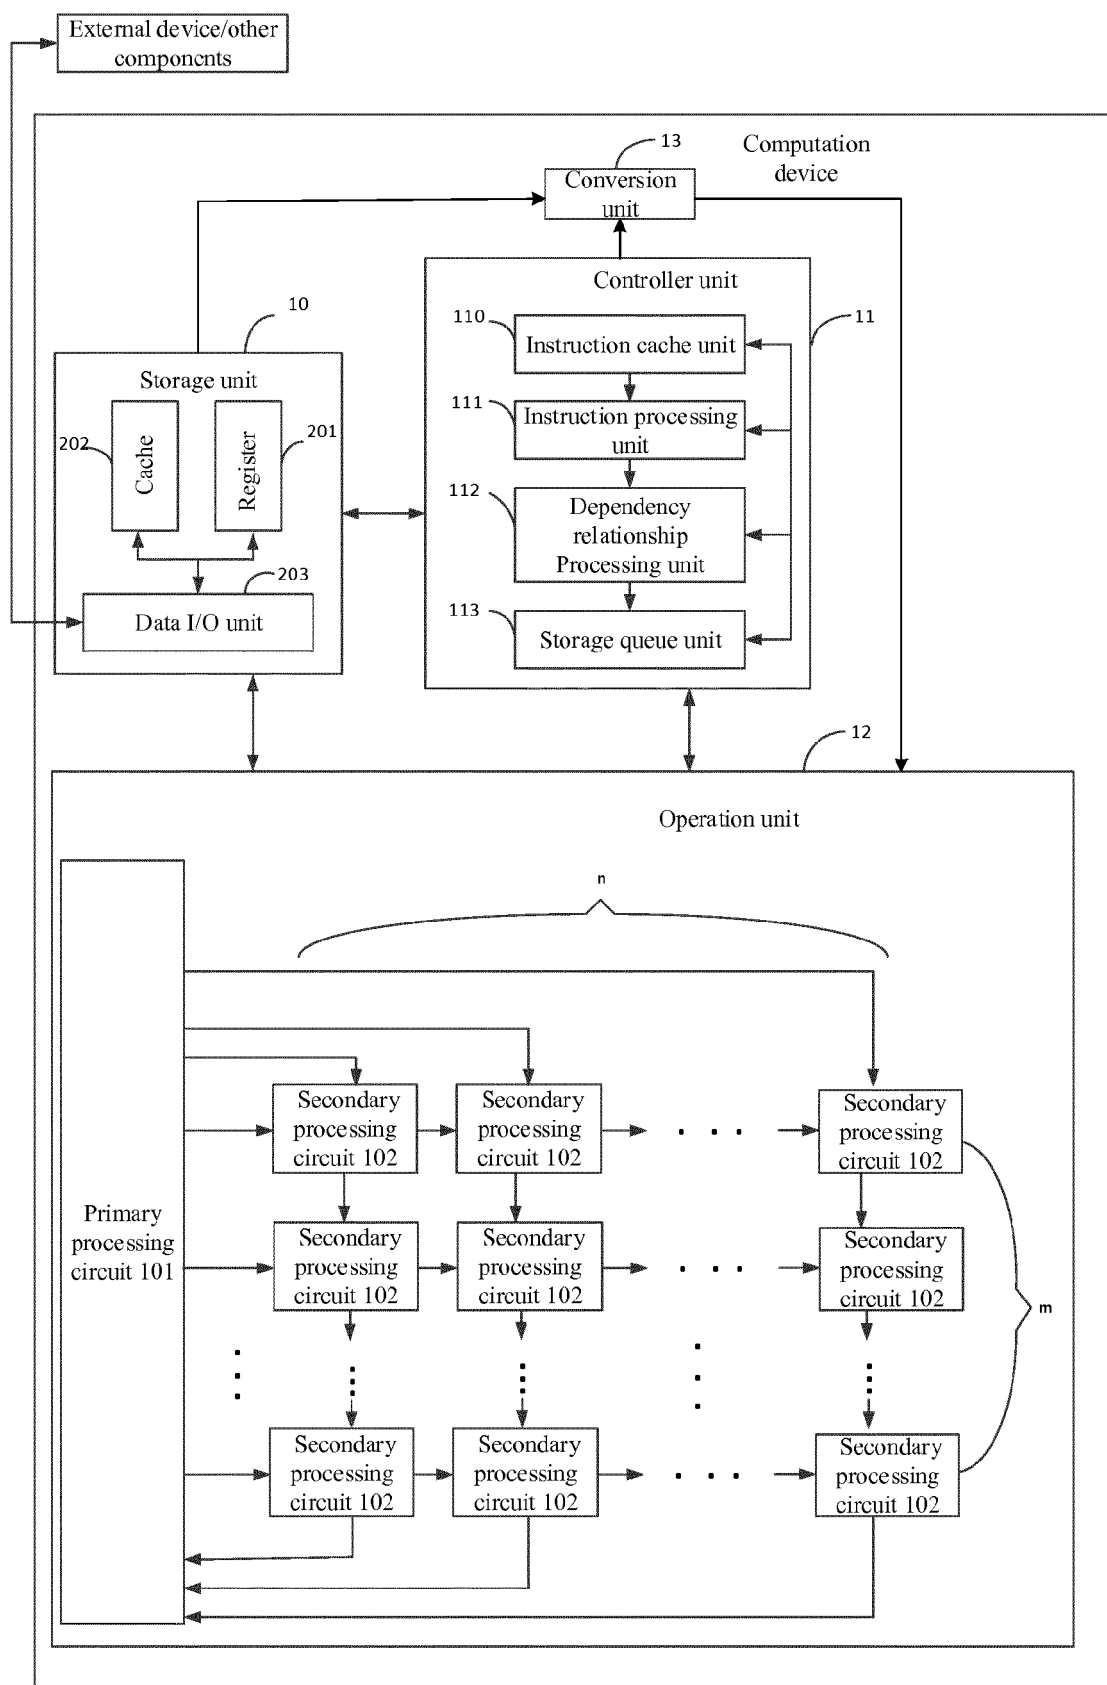 External device/other
components
13
Computation
device
Conversion
unit
Controller unit
10
110
11
Instruction cache unit
Storage unit
111
Instruction processing
unit
202
201
Cache
Register
112
Dependency
relationship
Processing unit
203
113
Data I/O unit
Storage queue unit
12
Operation unit
n
Secondary
processing
circuit 102
Secondary
processing
circuit 102
Secondary
processing
circuit 102
Primary
processing
circuit 101
Secondary
processing
circuit 102
Secondary
processing
circuit 102
Secondary
processing
circuit 102
m
Secondary
processing
circuit 102
Secondary
processing
circuit 102
Secondary
processing
circuit 102